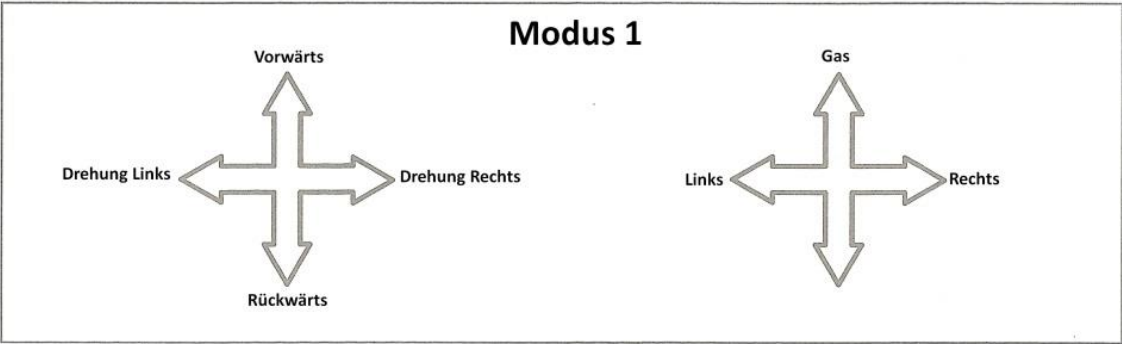 Modus 1
Vorwärts
Drehung Links
Drehung Rechts
Rückwärts
Gas
Links
Rechts